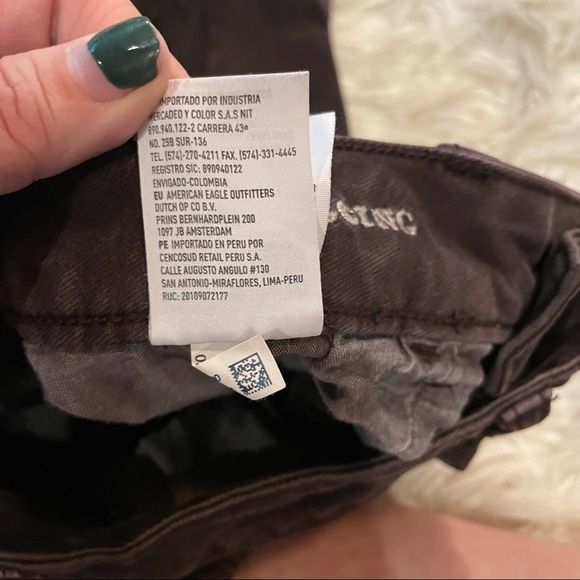 IMPORTADO POR INDUSTRIA
MERCADEO Y COLOR S.A.S NIT
890.940.122-2 CARRERA 43ª
NO. 25B SUR-136
TEL. (574)-270-4211 FAX. (574)-331-4445
REGISTRO SIC: 890940122
ENVIGADO-COLOMBIA
EU AMERICAN EAGLE OUTFITTERS
DUTCH OP CO B.V.
PRINS BERNHARDPLEIN 200
1097 JB AMSTERDAM
PE IMPORTADO EN PERU POR
CENCOSUD RETAIL PERU S.A.
CALLE AUGUSTO ANGULO #130
SAN ANTONIO-MIRAFLORES, LIMA-PERU
RUC: 20109072177